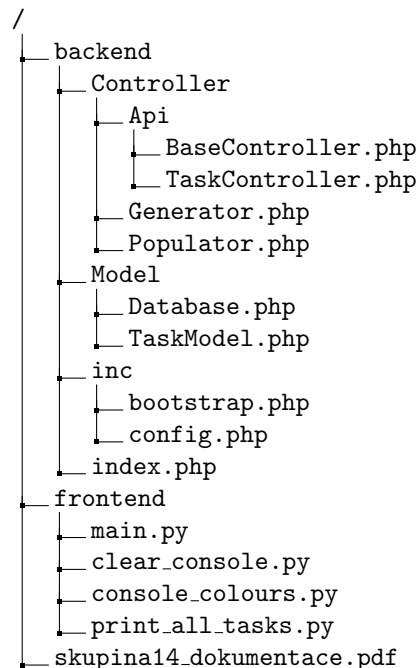 /
backend
Controller
Api
BaseController.php
TaskController.php
Generator.php
Populator.php
Model
Database.php
TaskModel.php
inc
bootstrap.php
config.php
index.php
frontend
main.py
clear_console.py
console_colours.py
print_all_tasks.py
skupina14_dokumentace.pdf